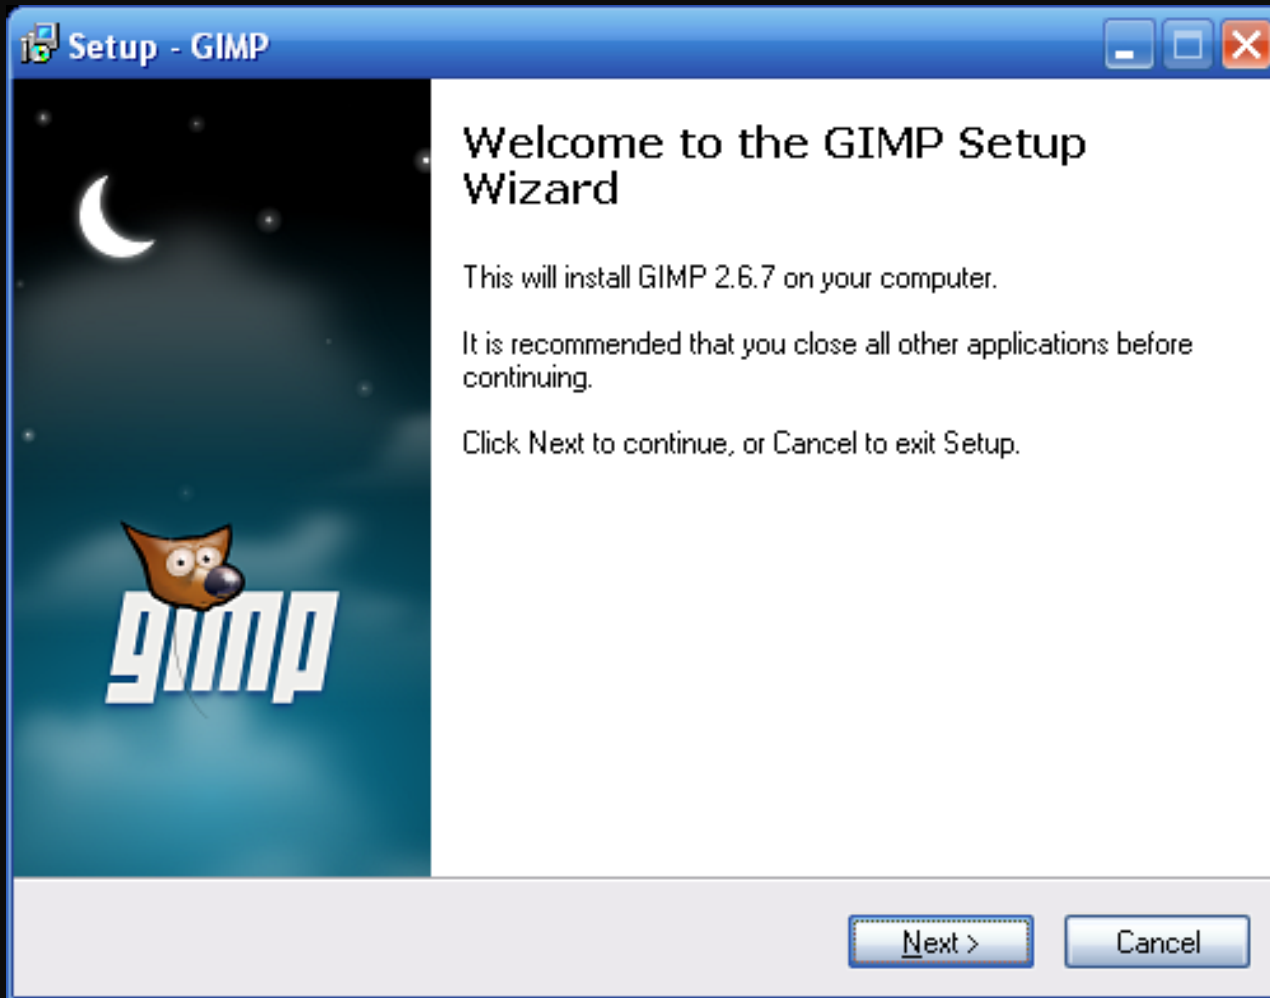 Setup - GIMP
Welcome to the GIMP Setup
Wizard
This will install GIMP 2.6.7 on your computer.
It is recommended that you close all other applications before
continuing.
Click Next to continue, or Cancel to exit Setup.
gimp
Next >
Cancel